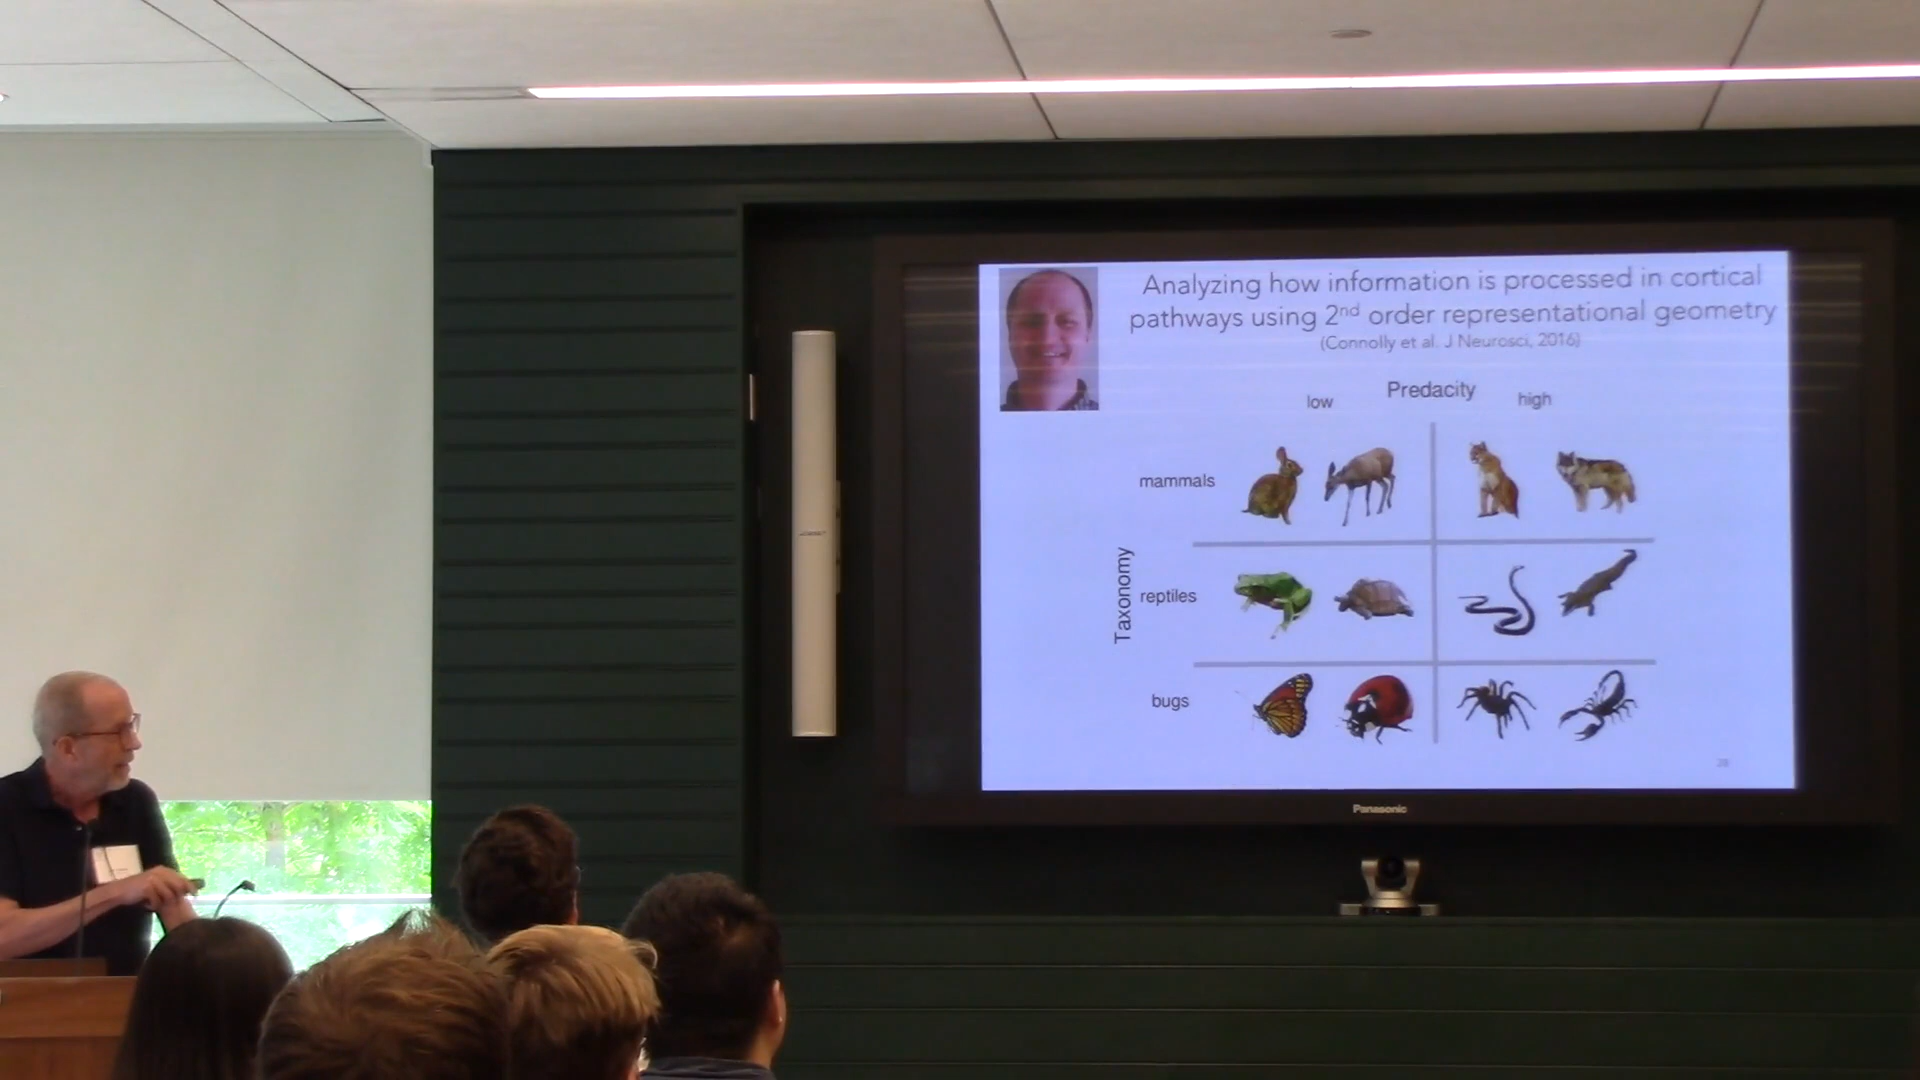 Analyzing how information is processed in cortical
pathways using 2nd order representational geometry
(Connolly et al. J Neurosci, 2016)
Predacity
low
high
mammals
Taxonomy
reptiles
bugs
28
Panasonic